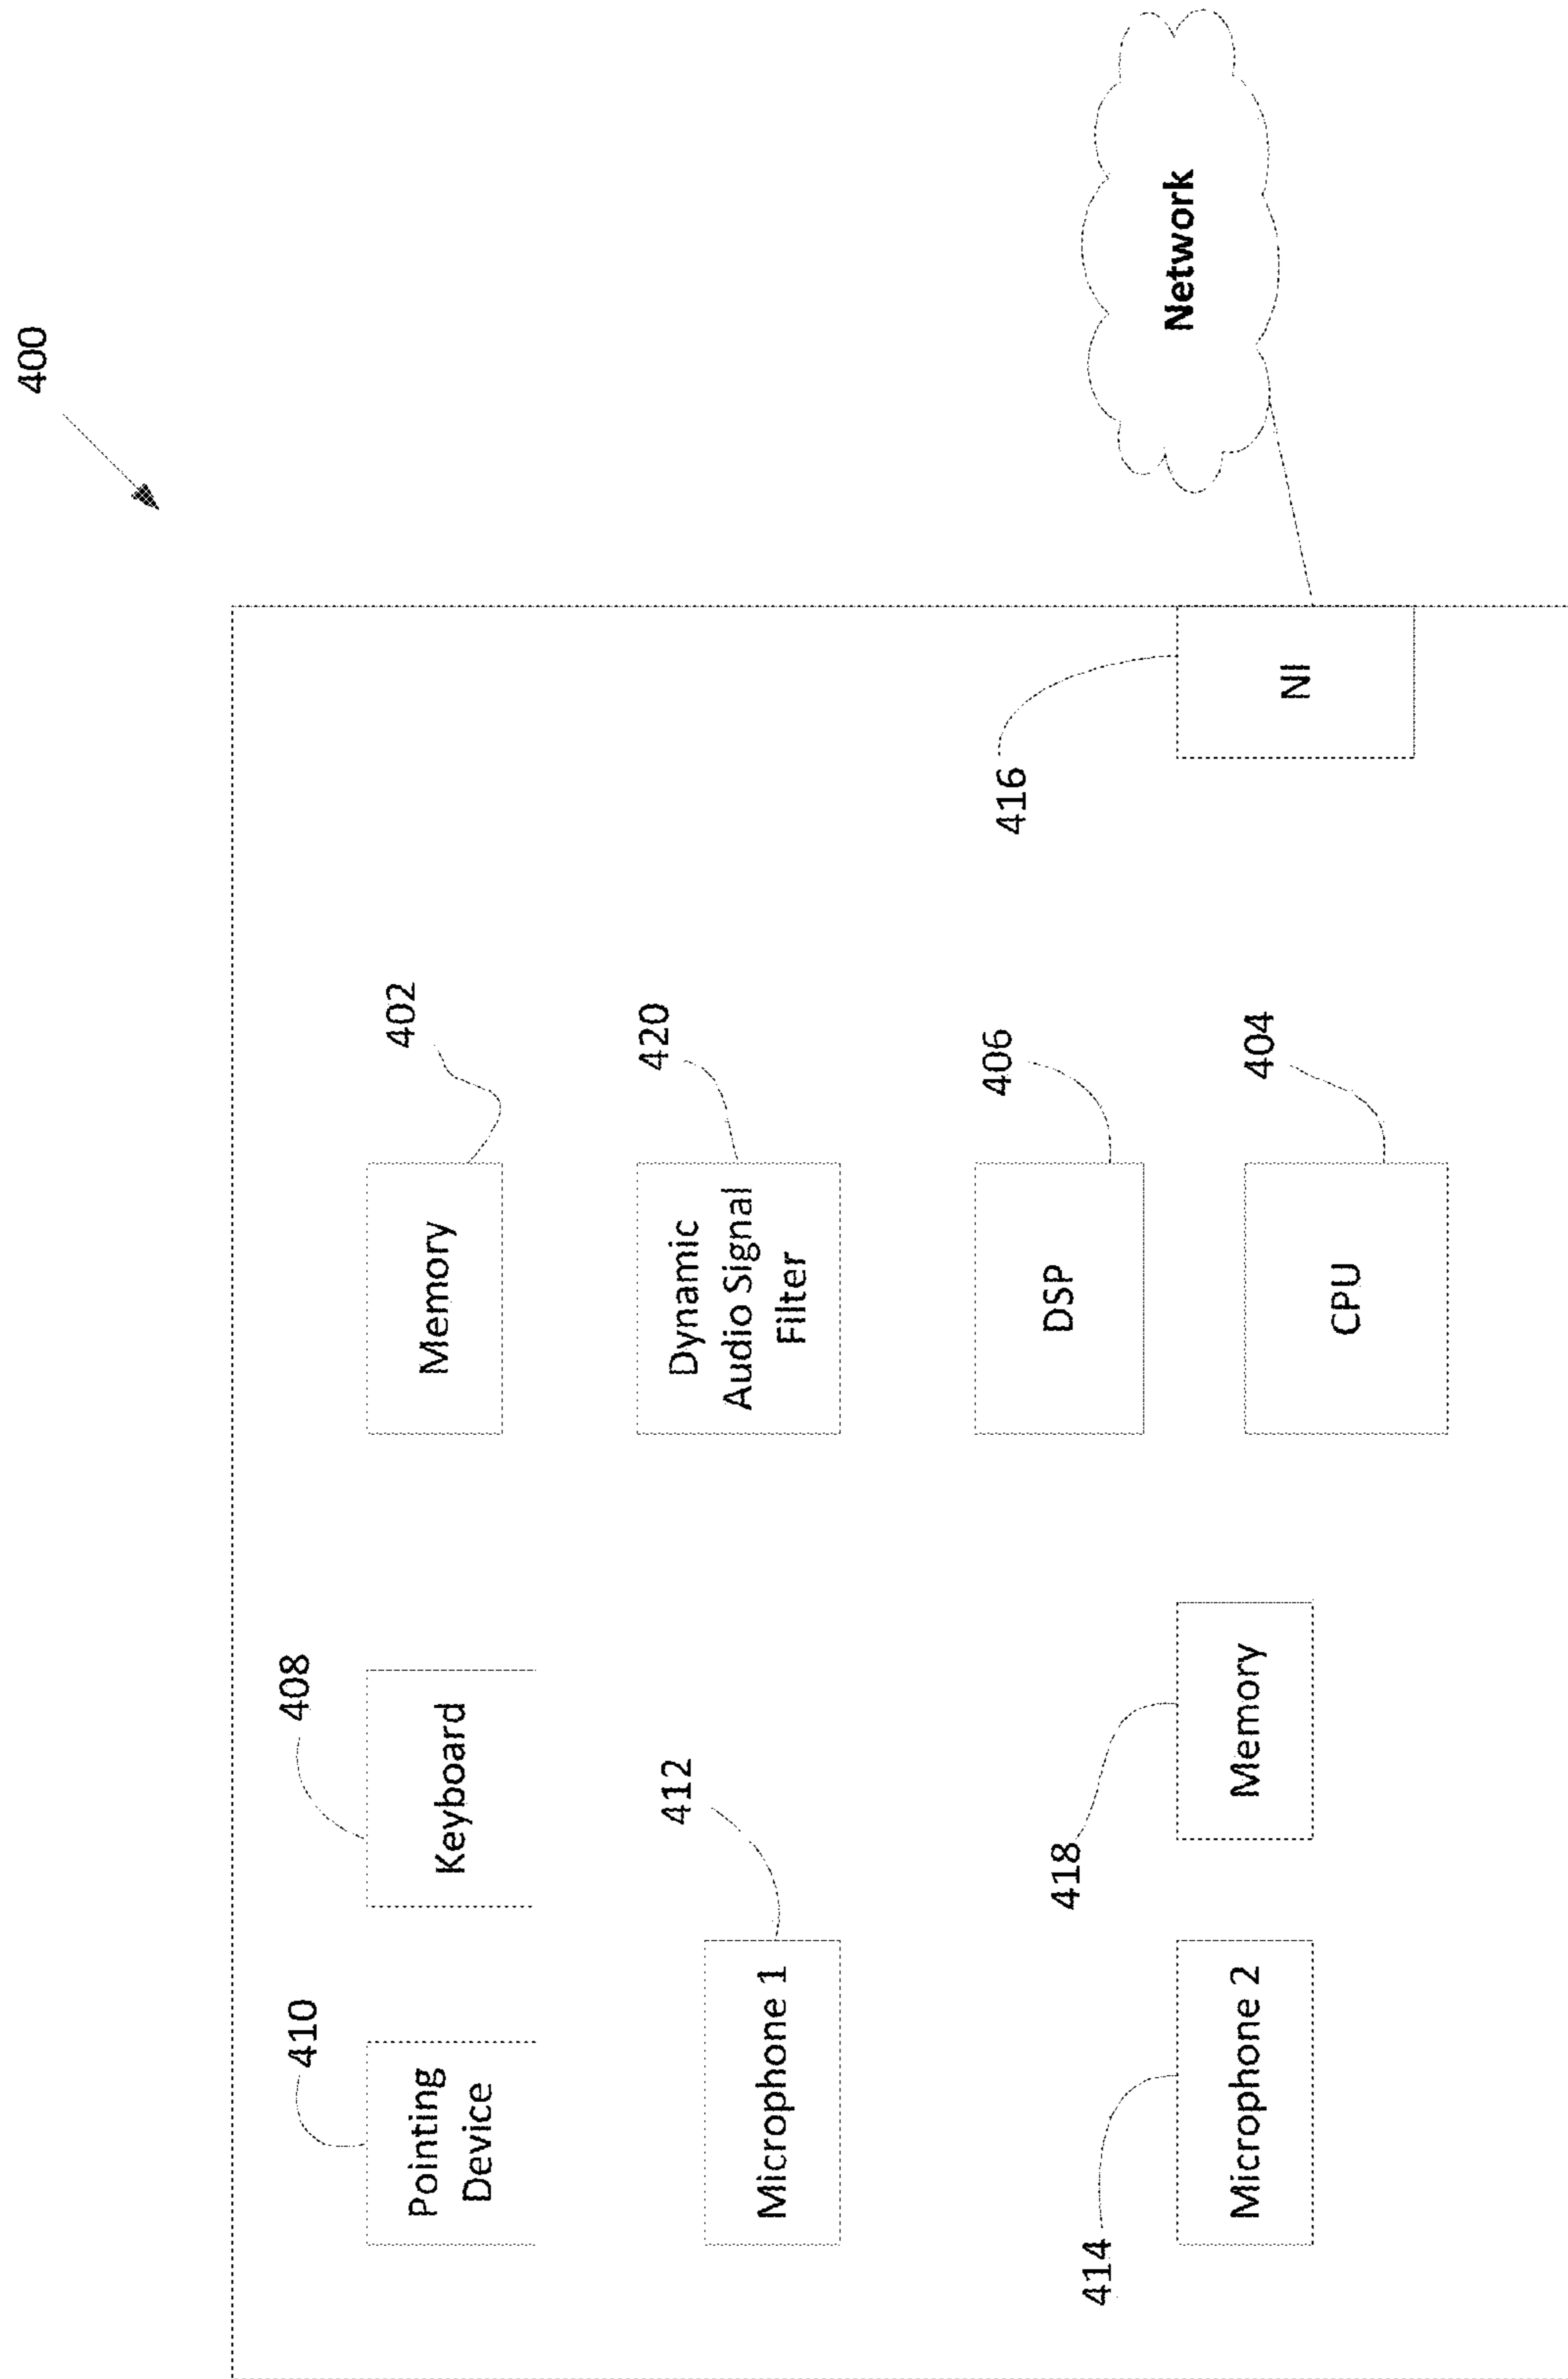 400
410
Pointing
Device
408
Keyboard
402
Memory
412
Microphone 1
420
Dynamic
Audio Signal
Filter
406
DSP
416
Network
414
Microphone 2
418
Memory
404
CPU
NI